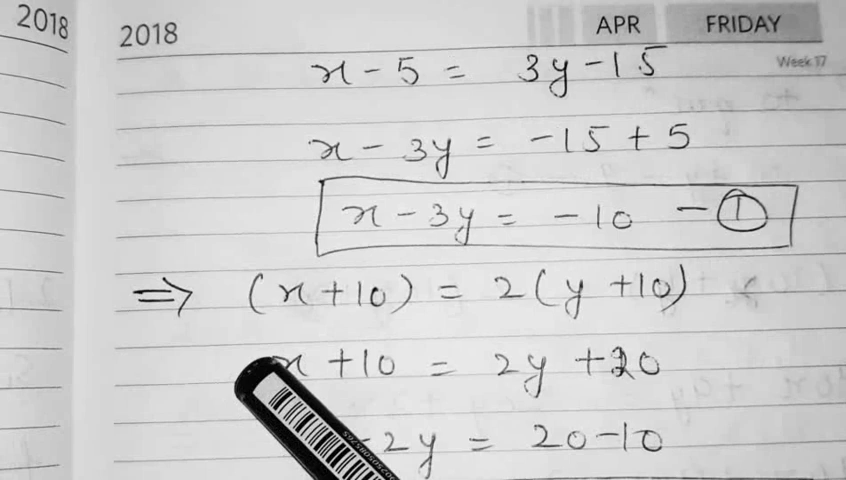 2018
2018 APR FRIDAY
Week 17
x - 5 = 3y - 15
x - 3y = -15 + 5
x - 3y = -10 - ①
⇒ (x + 10) = 2(y + 10)
x + 10 = 2y + 20
- 2y = 20 - 10